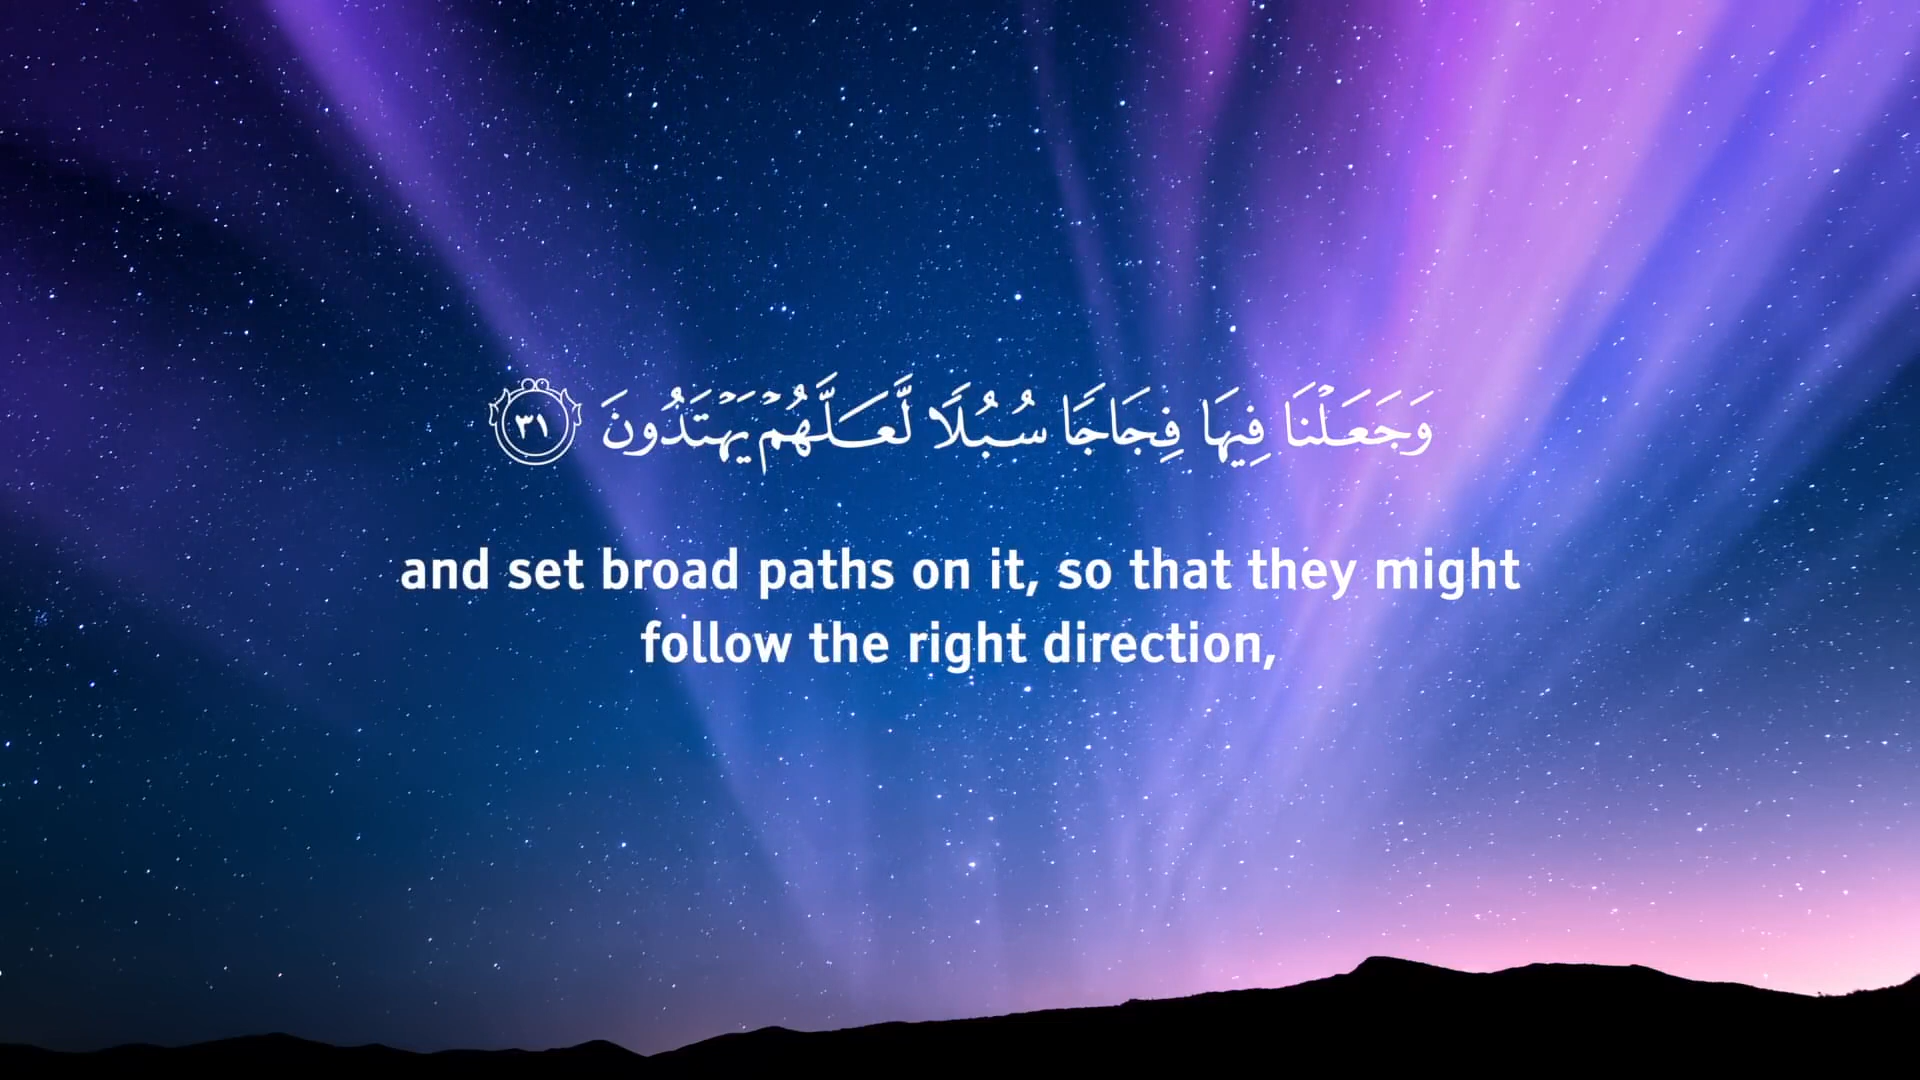 وَجَعَلْنَا فِيهَا فِجَاجًا سُبُلًا لَّعَلَّهُمْ يَهْتَدُونَ ٣١
and set broad paths on it, so that they might
follow the right direction,